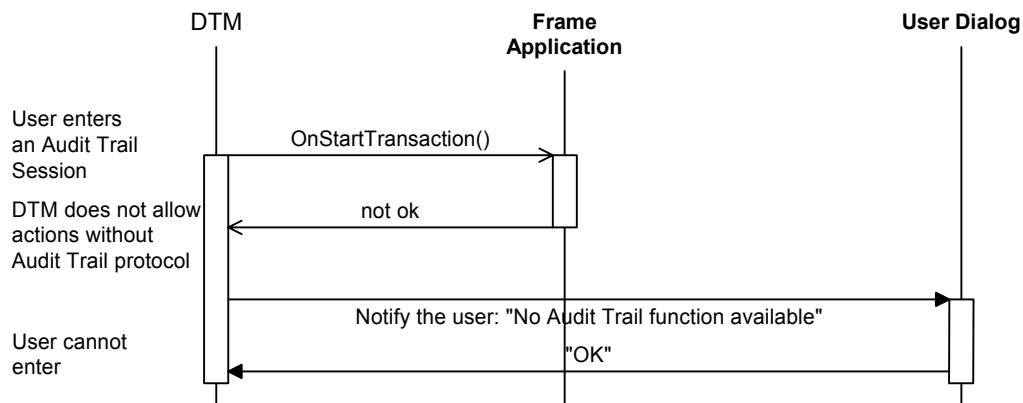 DTM
Frame
Application
User Dialog
User enters
an Audit Trail
Session
OnStartTransaction()
DTM does not allow
actions without
Audit Trail protocol
not ok
Notify the user: "No Audit Trail function available"
User cannot
enter
"OK"